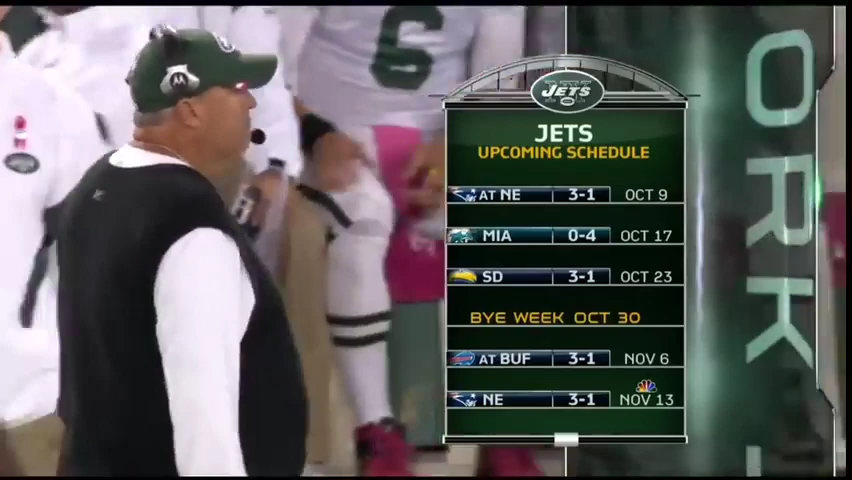 6
JETS
JETS
UPCOMING SCHEDULE
AT NE 3-1 OCT 9
MIA 0-4 OCT 17
SD 3-1 OCT 23
BYE WEEK OCT 30
AT BUF 3-1 NOV 6
NE 3-1 NOV 13
ORK